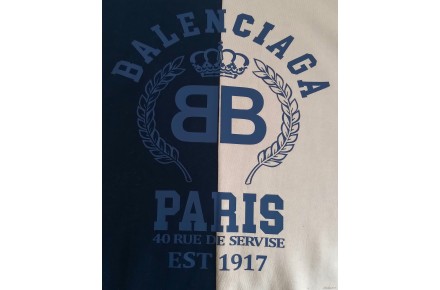 BALENCIAGA
BB
PARIS
40 RUE DE SERVISE
EST 1917